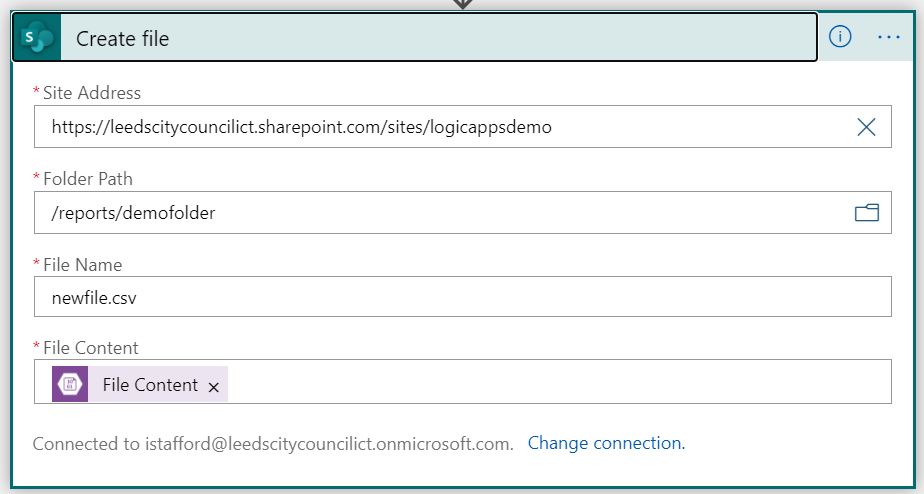 Create file
* Site Address
https://leedscitycouncilict.sharepoint.com/sites/logicappsdemo
* Folder Path
/reports/demofolder
* File Name
newfile.csv
* File Content
File Content ×
Connected to istafford@leedscitycouncilict.onmicrosoft.com. Change connection.